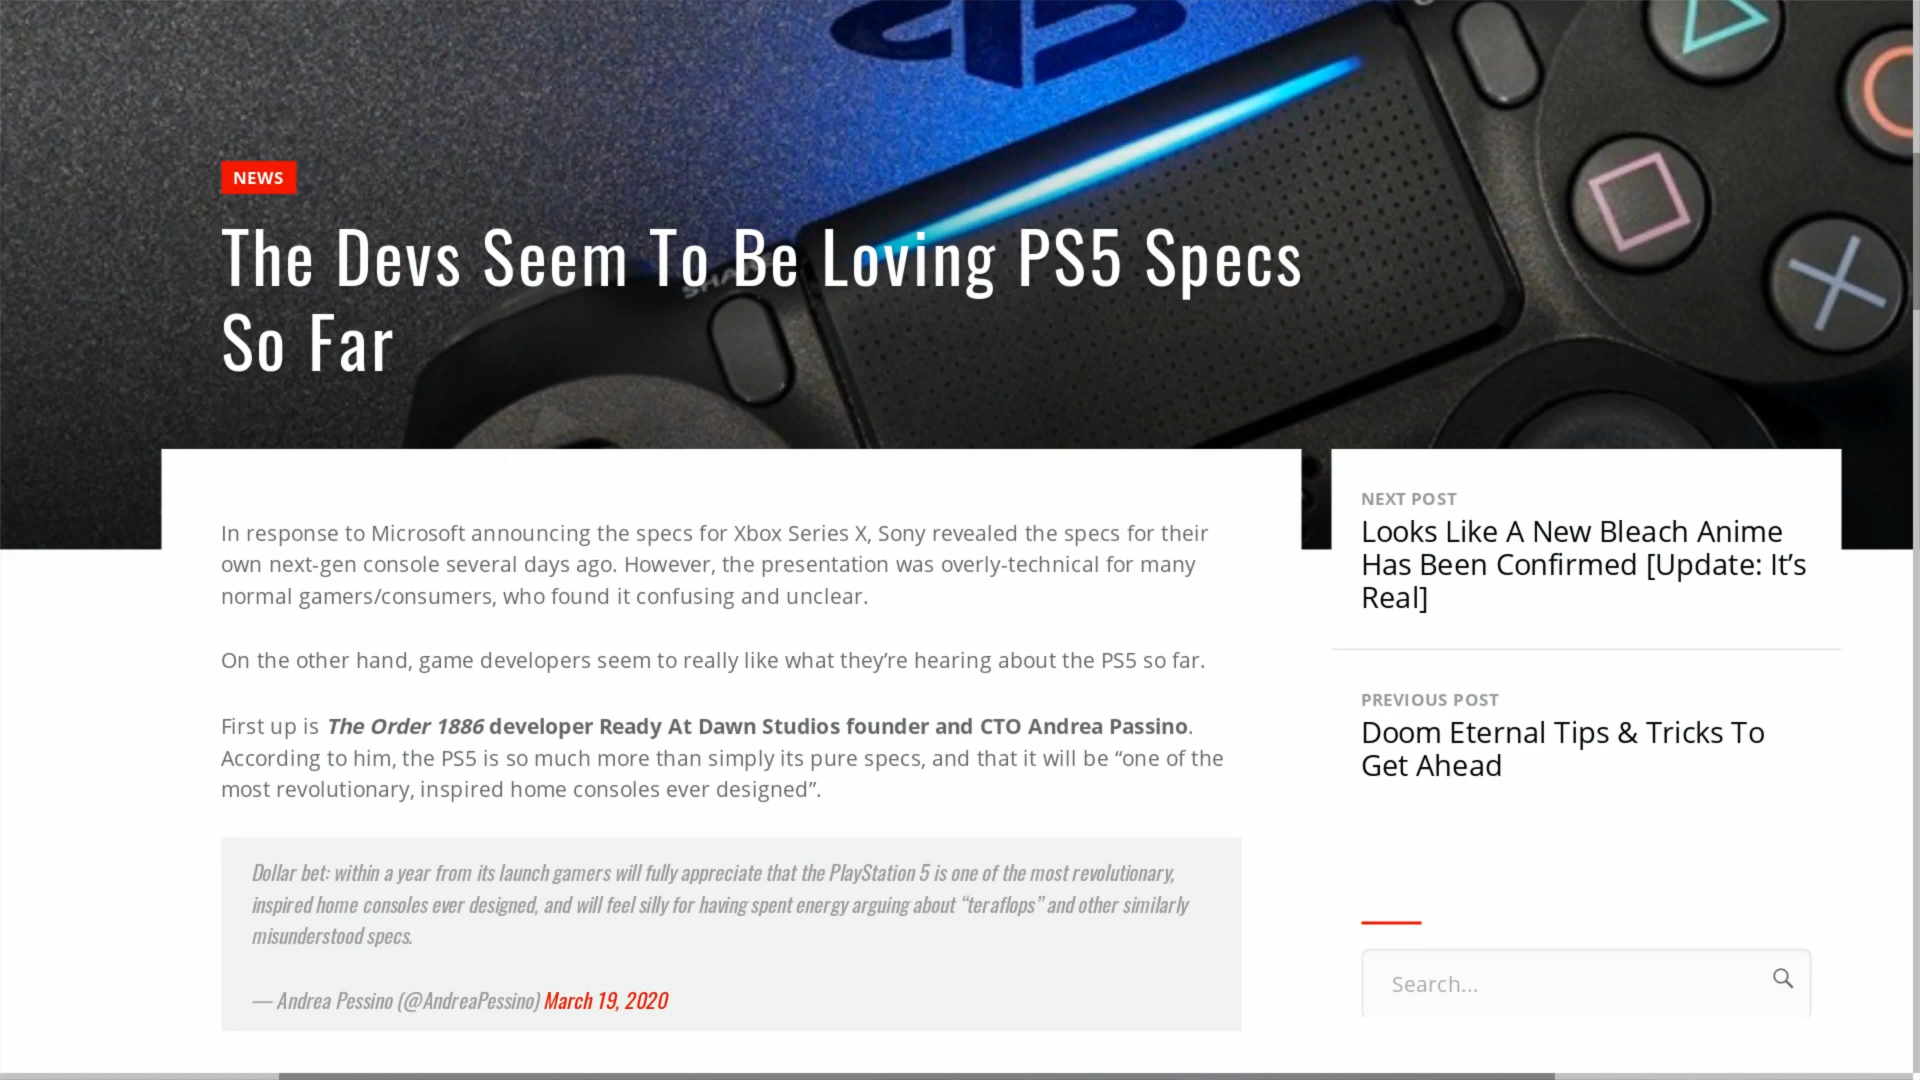 NEWS
The Devs Seem To Be Loving PS5 Specs
So Far
In response to Microsoft announcing the specs for Xbox Series X, Sony revealed the specs for their
own next-gen console several days ago. However, the presentation was overly-technical for many
normal gamers/consumers, who found it confusing and unclear.
On the other hand, game developers seem to really like what they’re hearing about the PS5 so far.
First up is The Order 1886 developer Ready At Dawn Studios founder and CTO Andrea Passino.
According to him, the PS5 is so much more than simply its pure specs, and that it will be “one of the
most revolutionary, inspired home consoles ever designed”.
Dollar bet: within a year from its launch gamers will fully appreciate that the PlayStation 5 is one of the most revolutionary,
inspired home consoles ever designed, and will feel silly for having spent energy arguing about “teraflops” and other similarly
misunderstood specs.
— Andrea Pessino (@AndreaPessino) March 19, 2020
NEXT POST
Looks Like A New Bleach Anime
Has Been Confirmed [Update: It’s
Real]
PREVIOUS POST
Doom Eternal Tips & Tricks To
Get Ahead
Search...